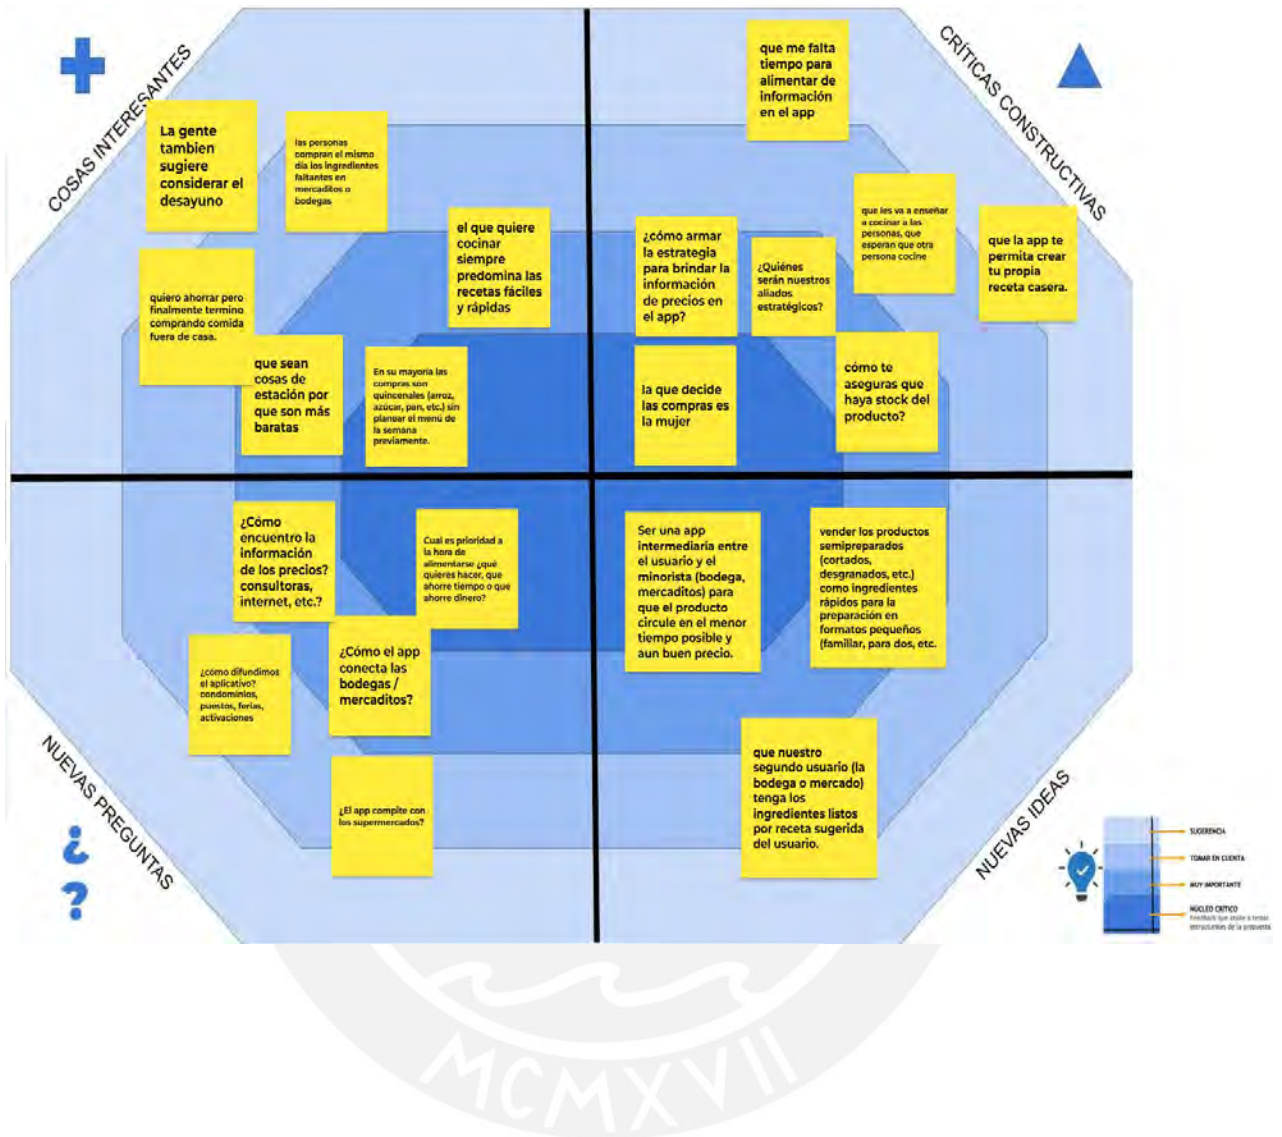 COSAS INTERESANTES
La gente
tambien
sugiere
considerar el
desayuno
las personas
compran el mismo
día los ingredientes
faltantes en
mercaditos o
bodegas
el que quiere
cocinar
siempre
predomina las
recetas fáciles
y rápidas
quiero ahorrar pero
finalmente termino
comprando comida
fuera de casa.
que sean
cosas de
estación por
que son más
baratas
En su mayoría las
compras son
quincenales (arroz,
azúcar, pan, etc.) sin
planear el menú de
la semana
previamente.
CRÍTICAS CONSTRUCTIVAS
que me falta
tiempo para
alimentar de
información
en el app
¿cómo armar
la estrategia
para brindar la
información
de precios en
el app?
¿Quiénes
serán nuestros
aliados
estratégicos?
que les va a enseñar
a cocinar a las
personas, que
esperan que otra
persona cocine
que la app te
permita crear
tu propia
receta casera.
la que decide
las compras es
la mujer
cómo te
aseguras que
haya stock del
producto?
NUEVAS PREGUNTAS
¿Cómo
encuentro la
información
de los precios?
consultoras,
internet, etc.?
Cual es prioridad a
la hora de
alimentarse ¿qué
quieres hacer, que
ahorre tiempo o que
ahorre dinero?
¿cómo difundimos
el aplicativo?
condominios,
puestos, ferias,
activaciones
¿Cómo el app
conecta las
bodegas /
mercaditos?
¿El app compite con
los supermercados?
¿
?
NUEVAS IDEAS
Ser una app
intermediaria entre
el usuario y el
minorista (bodega,
mercaditos) para
que el producto
circule en el menor
tiempo posible y
aun buen precio.
vender los productos
semipreparados
(cortados,
desgranados, etc.)
como ingredientes
rápidos para la
preparación en
formatos pequeños
(familiar, para dos, etc.
que nuestro
segundo usuario (la
bodega o mercado)
tenga los
ingredientes listos
por receta sugerida
del usuario.
SUGERENCIA
TOMAR EN CUENTA
MUY IMPORTANTE
NÚCLEO CRÍTICO
Feedback que atañe a temas
estructurales de la propuesta
MCMXVII